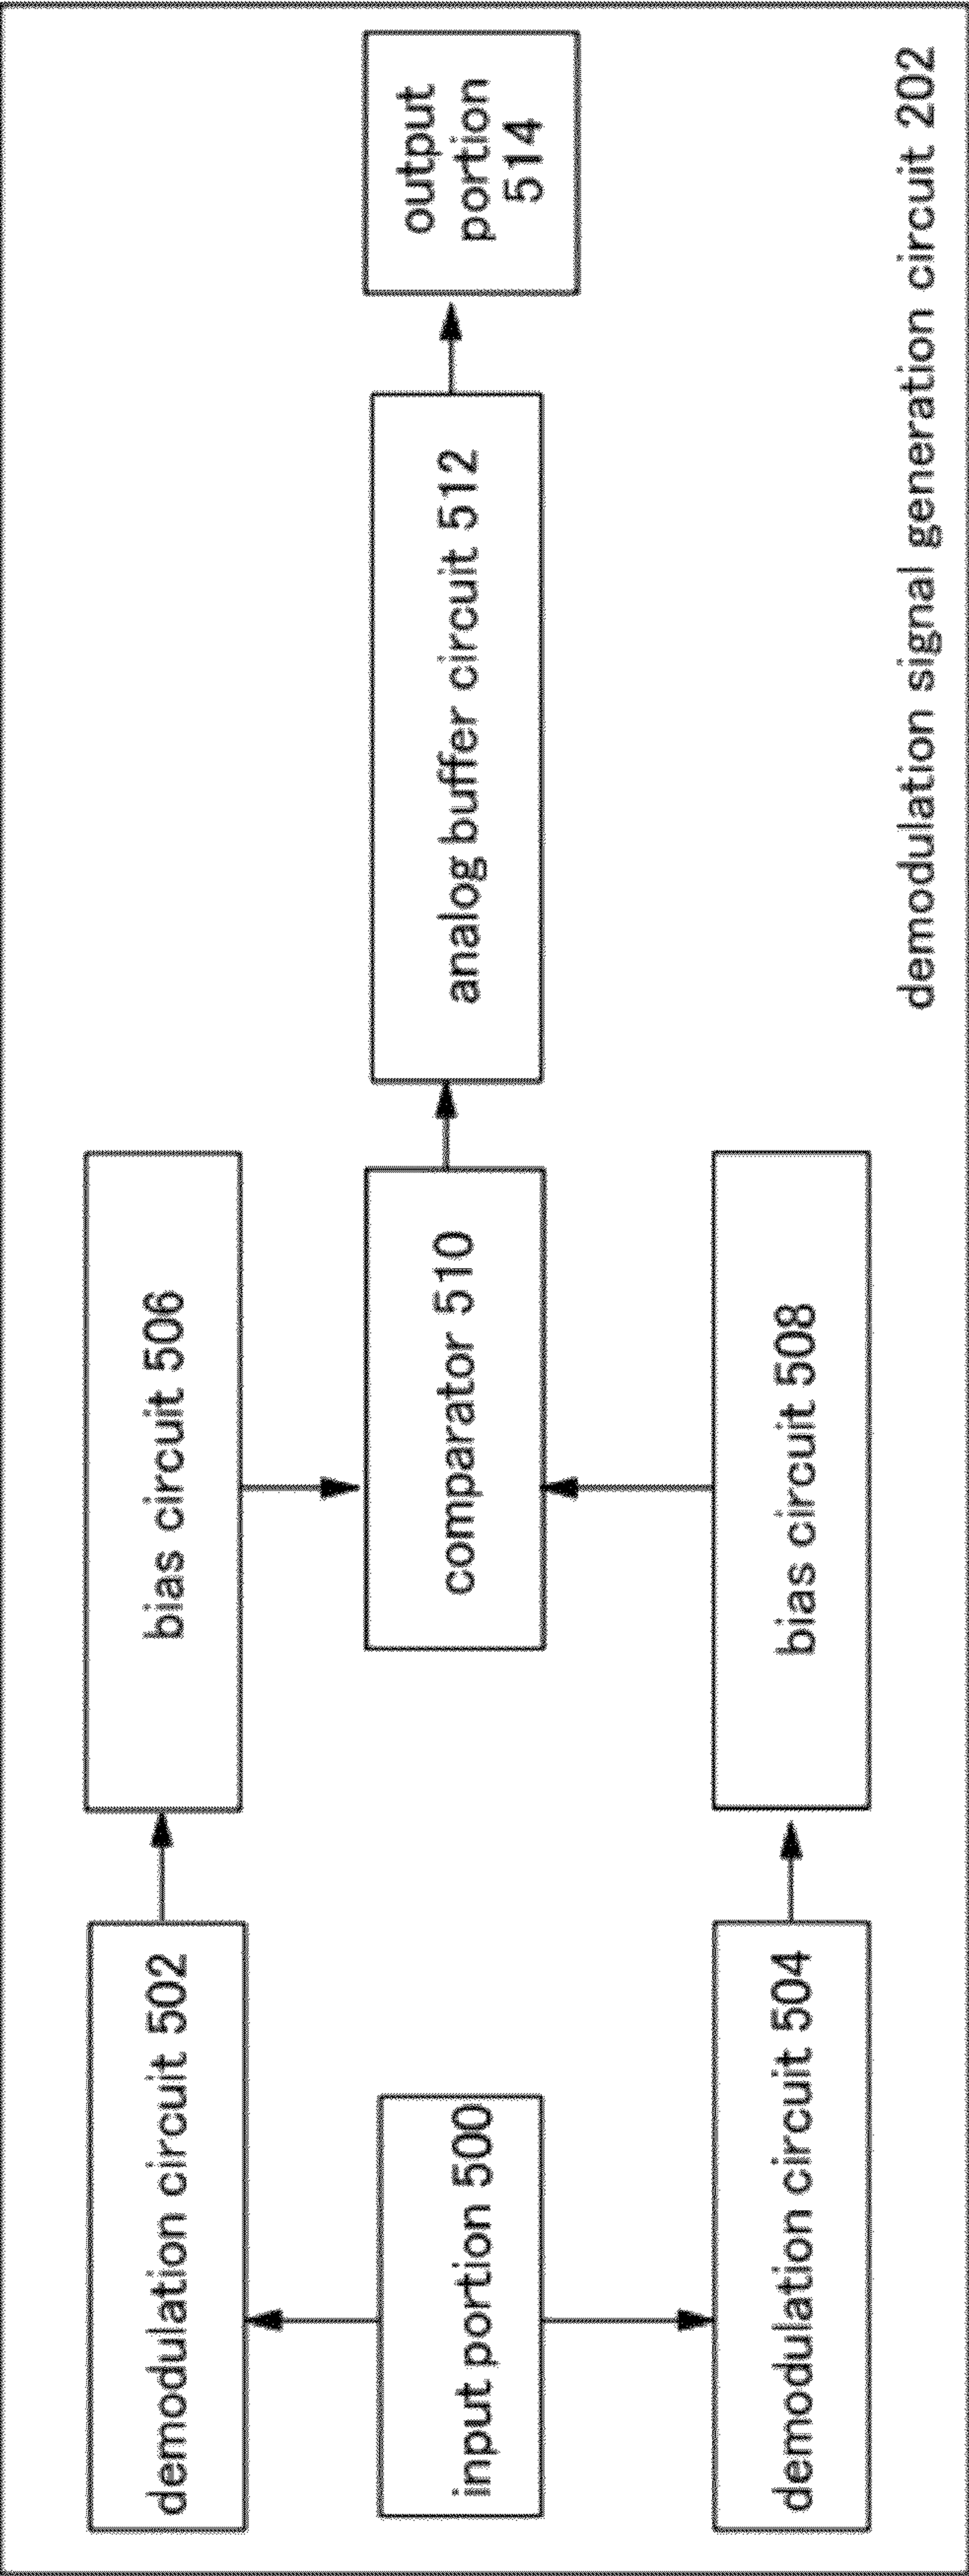 demodulation circuit 502
bias circuit 506
input portion 500
comparator 510
analog buffer circuit 512
output
portion
514
demodulation circuit 504
bias circuit 508
demodulation signal generation circuit 202